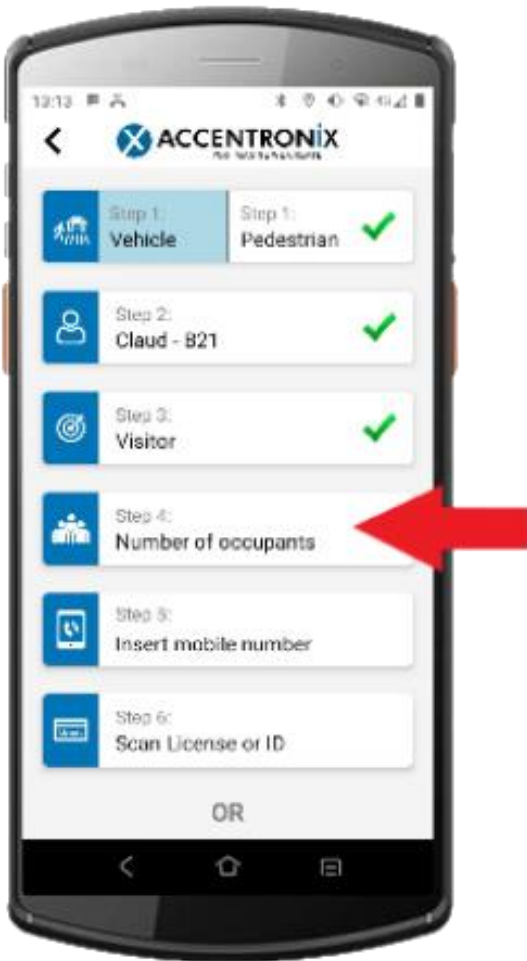 13:13
ACCENTRONIX
Step 1:
Vehicle
Step 1:
Pedestrian
Step 2:
Claud - B21
Step 3:
Visitor
Step 4:
Number of occupants
Step 5:
Insert mobile number
Step 6:
Scan License or ID
OR